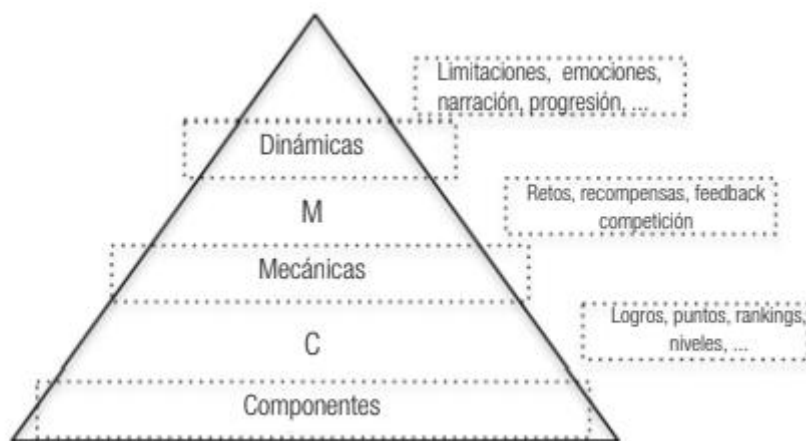 Limitaciones, emociones,
narración, progresión, ...
Dinámicas
M
Retos, recompensas, feedback
competición
Mecánicas
Logros, puntos, rankings,
niveles, ...
C
Componentes